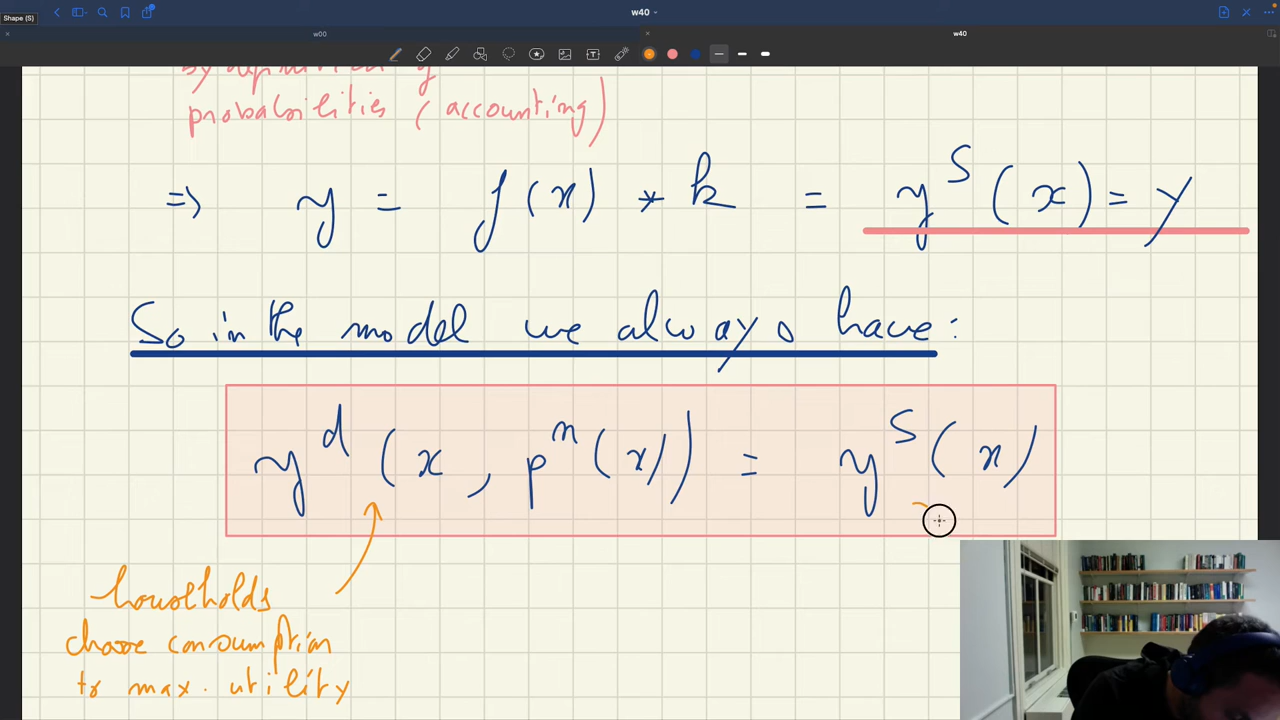 Shape (S)
w40
w00
w40
probabilities (accounting)
=> y = f(x) * k = y^s (x) = y
So in the model we always have:
y^d (x, p^n(x)) = y^s (x)
households
choose consumption
to max. utility